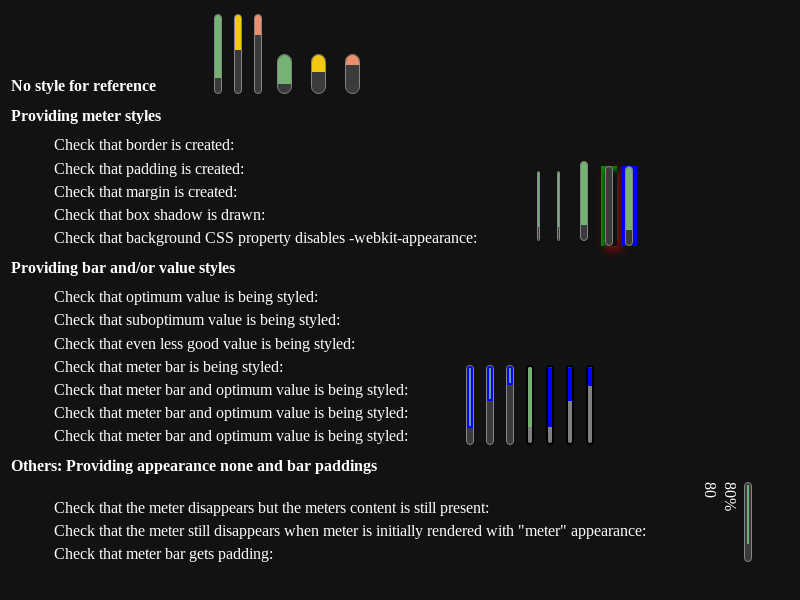 No style for reference
Providing meter styles
Check that border is created:
Check that padding is created:
Check that margin is created:
Check that box shadow is drawn:
Check that background CSS property disables -webkit-appearance:
Providing bar and/or value styles
Check that optimum value is being styled:
Check that suboptimum value is being styled:
Check that even less good value is being styled:
Check that meter bar is being styled:
Check that meter bar and optimum value is being styled:
Check that meter bar and optimum value is being styled:
Check that meter bar and optimum value is being styled:
Others: Providing appearance none and bar paddings
80%
80
Check that the meter disappears but the meters content is still present:
Check that the meter still disappears when meter is initially rendered with "meter" appearance:
Check that meter bar gets padding: